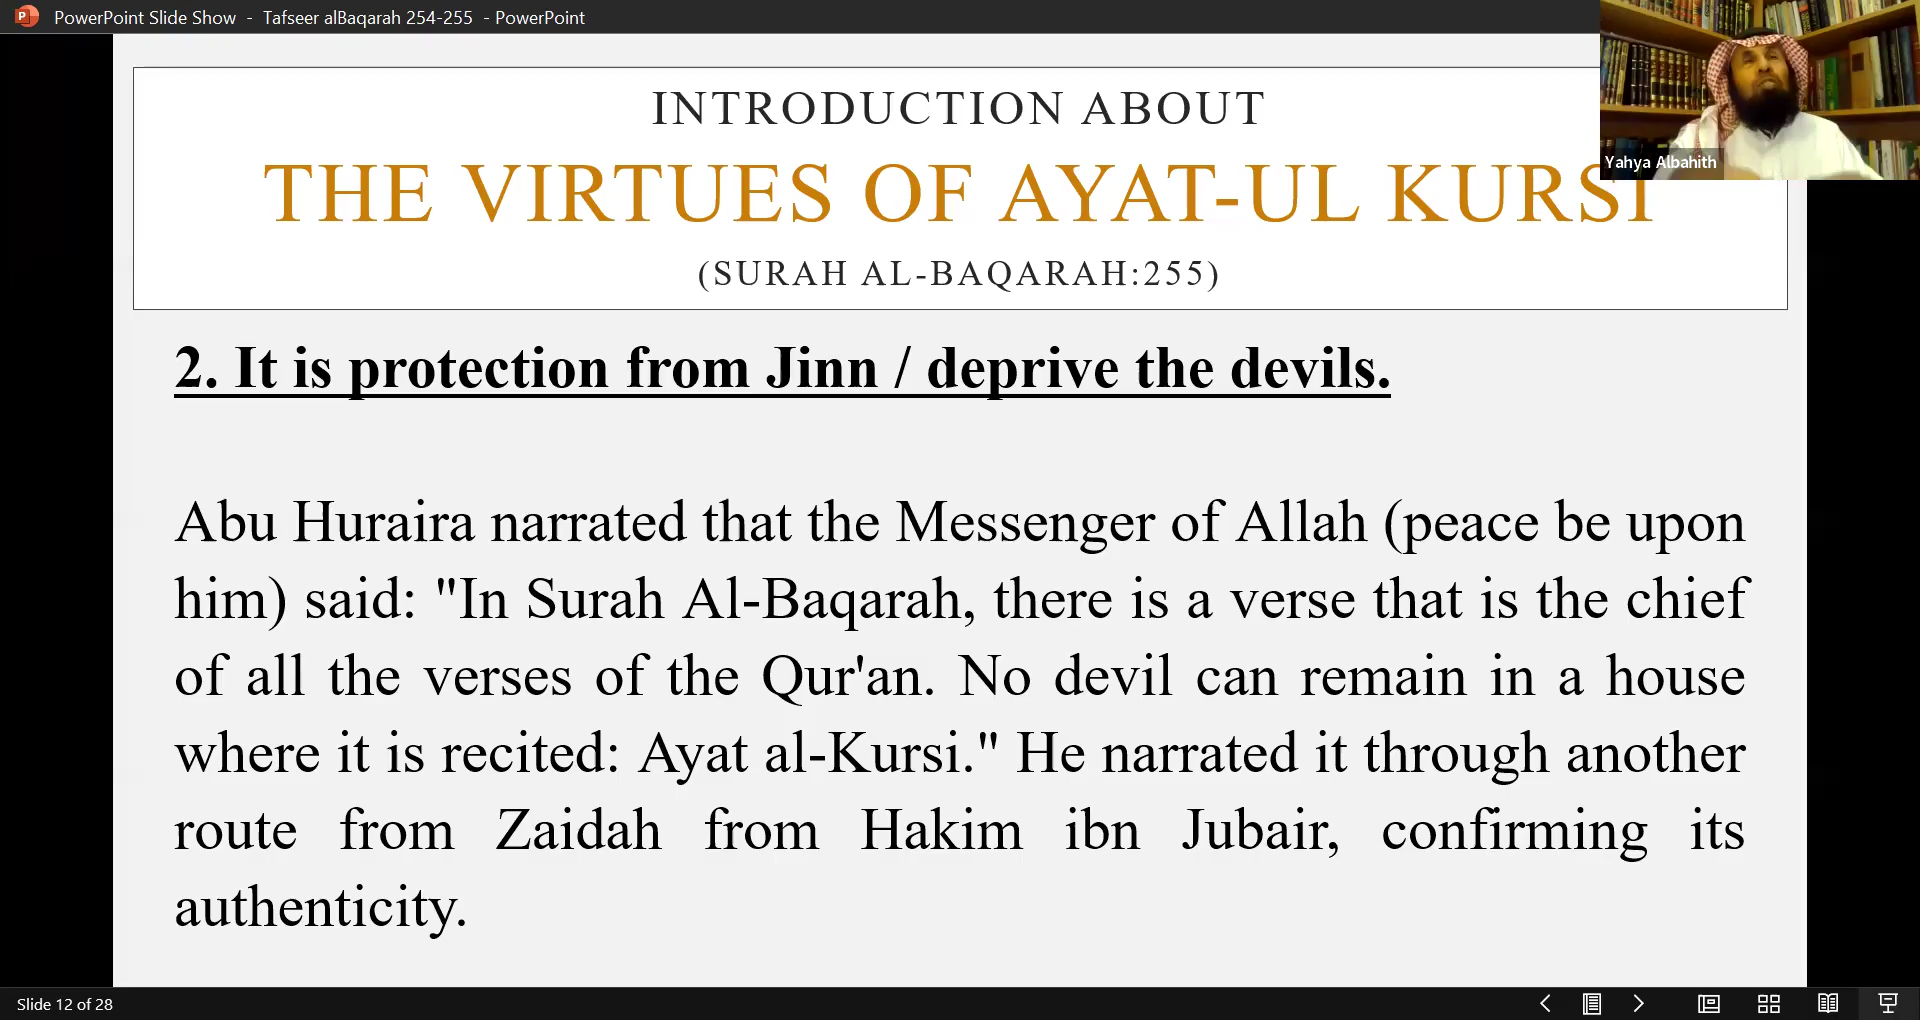 PowerPoint Slide Show - Tafseer alBaqarah 254-255 - PowerPoint
INTRODUCTION ABOUT
THE VIRTUES OF AYAT-UL KURSI
(SURAH AL-BAQARAH:255)
Yahya Albahith
2. It is protection from Jinn / deprive the devils.
Abu Huraira narrated that the Messenger of Allah (peace be upon
him) said: "In Surah Al-Baqarah, there is a verse that is the chief
of all the verses of the Qur'an. No devil can remain in a house
where it is recited: Ayat al-Kursi." He narrated it through another
route from Zaidah from Hakim ibn Jubair, confirming its
authenticity.
Slide 12 of 28